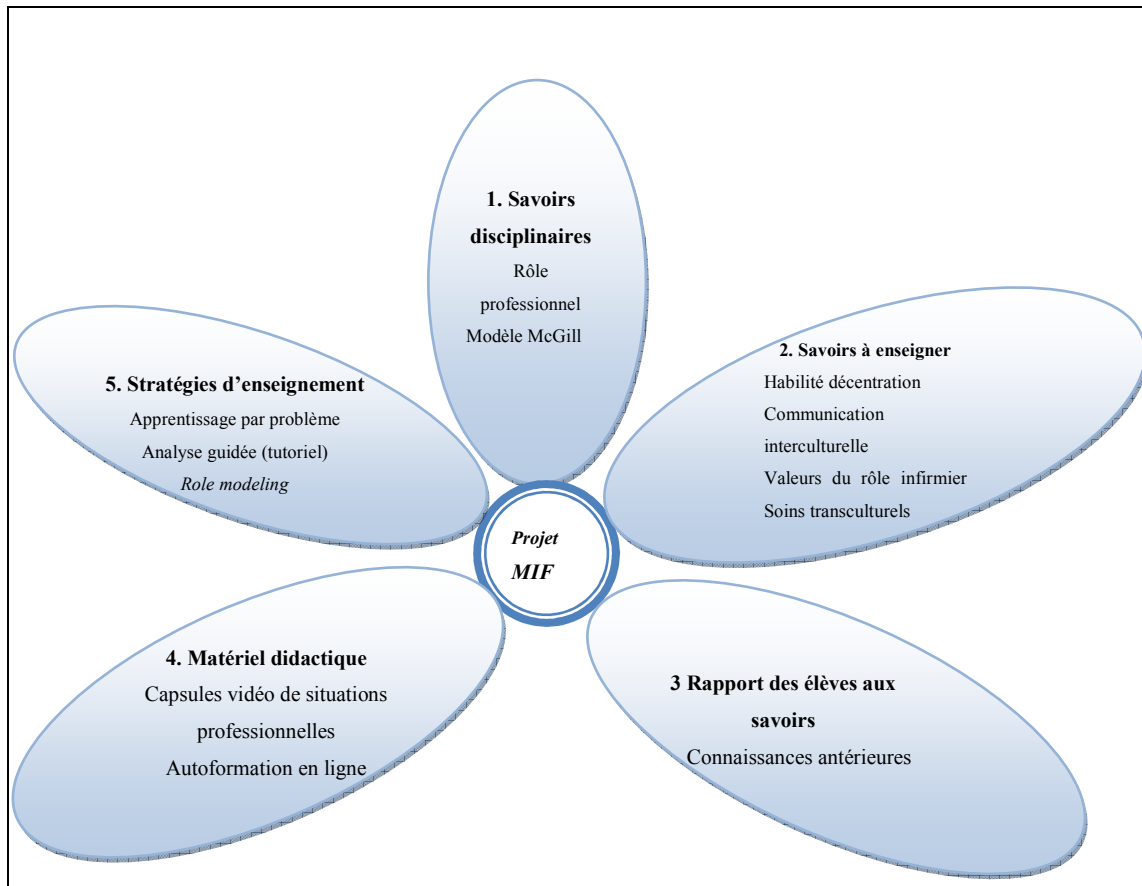 1. Savoirs
disciplinaires
Rôle
professionnel
Modèle McGill
2. Savoirs à enseigner
Habilité décentration
Communication
interculturelle
Valeurs du rôle infirmier
Soins transculturels
3 Rapport des élèves aux
savoirs
Connaissances antérieures
4. Matériel didactique
Capsules vidéo de situations
professionnelles
Autoformation en ligne
5. Stratégies d’enseignement
Apprentissage par problème
Analyse guidée (tutoriel)
Role modeling
Projet
MIF